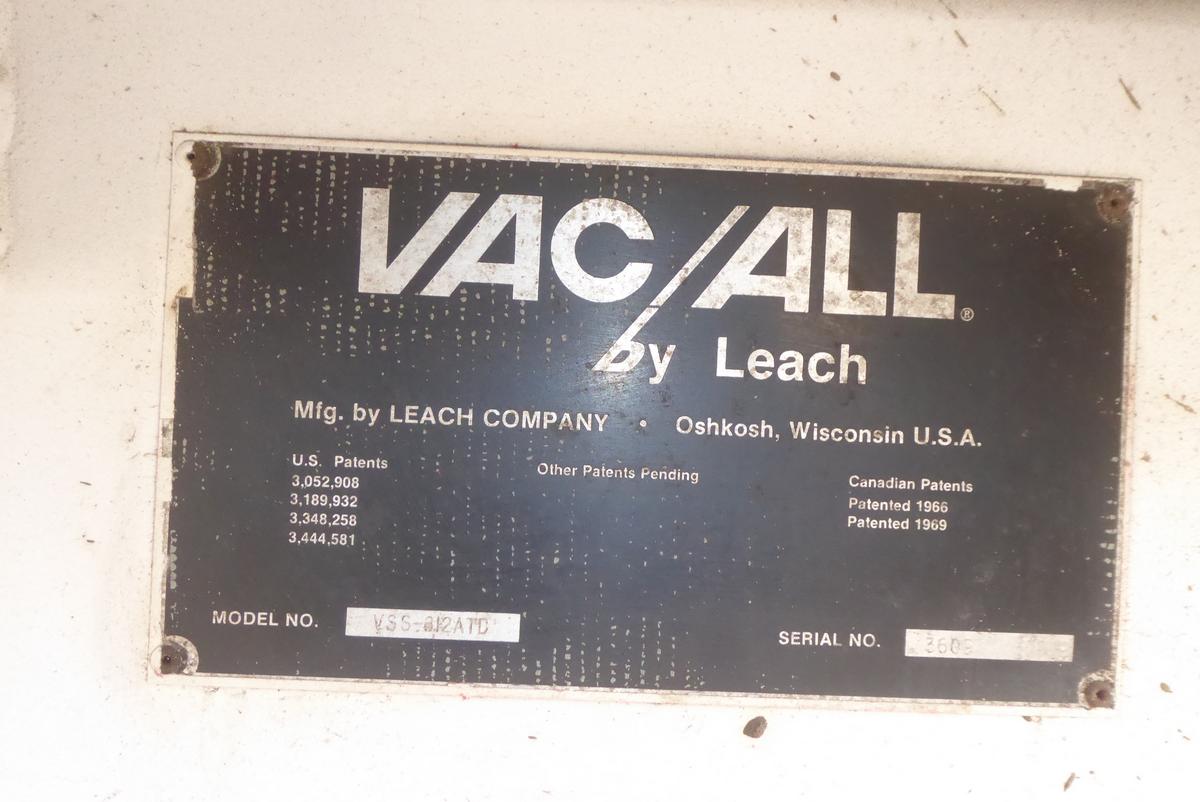 VAC/ALL®
by Leach
Mfg. by LEACH COMPANY • Oshkosh, Wisconsin U.S.A.
U.S. Patents
3,052,908
3,189,932
3,348,258
3,444,581
Other Patents Pending
Canadian Patents
Patented 1966
Patented 1969
MODEL NO.
SERIAL NO.